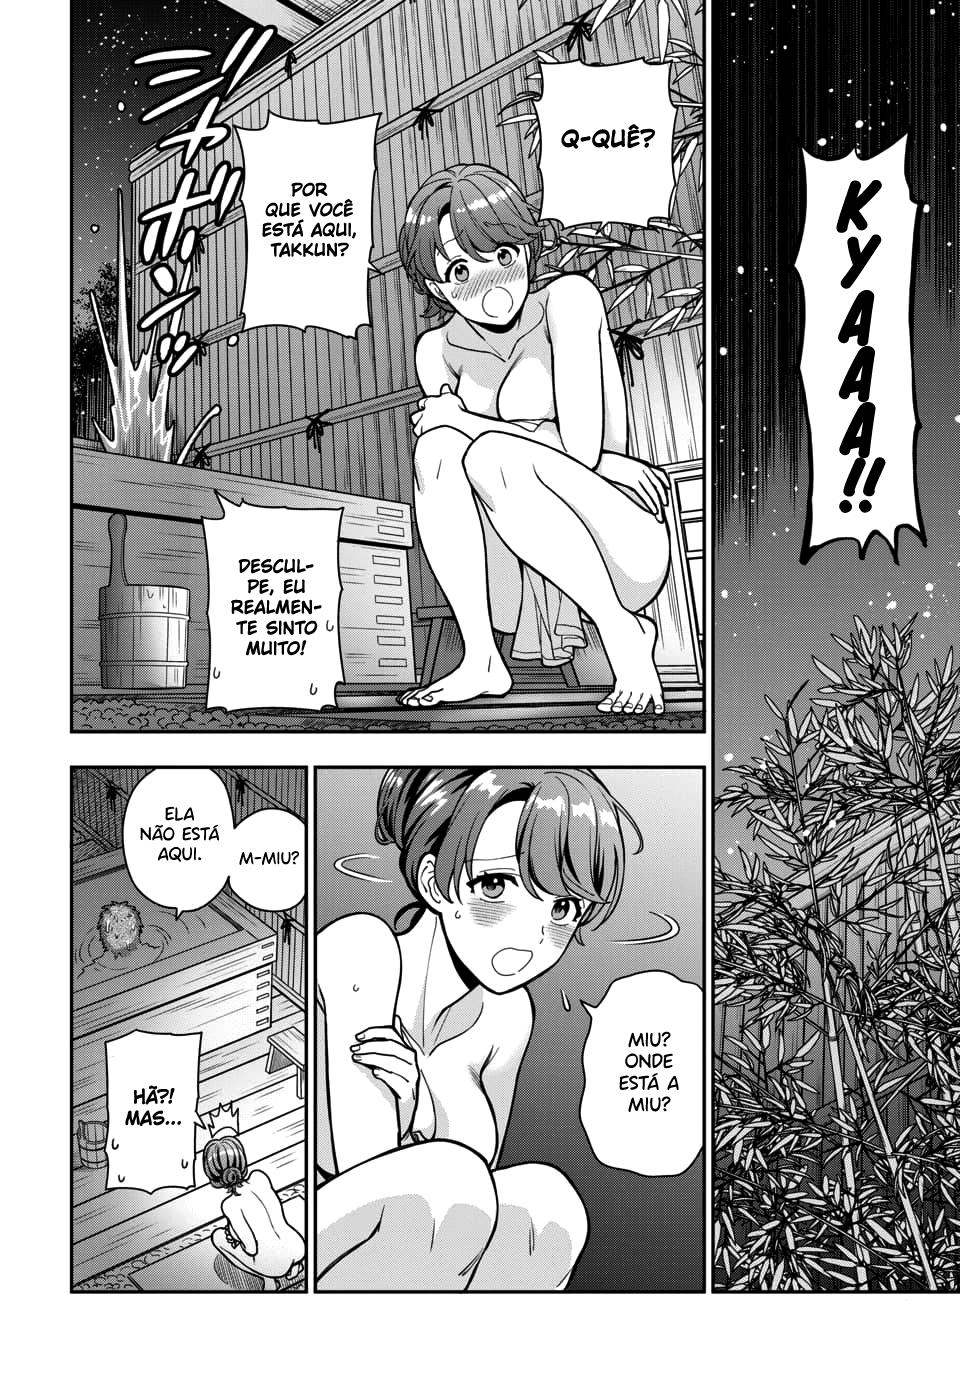 KYAAAA!!
Q-QUÊ?
POR
QUE VOCÊ
ESTÁ AQUI,
TAKKUN?
DESCUL-
PE, EU
REALMEN-
TE SINTO
MUITO!
MIU?
ONDE
ESTÁ A
MIU?
M-MIU?
ELA
NÃO ESTÁ
AQUI.
HÃ?!
MAS...